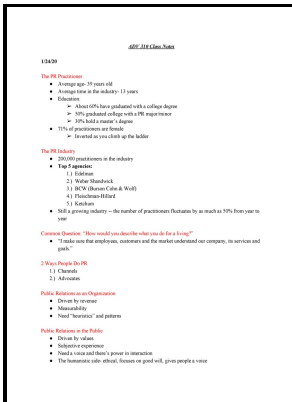 ADV 310 Class Notes
1/24/20
The PR Practitioner
● Average age- 39 years old
● Average time in the industry- 13 years
● Education:
➢ About 60% have graduated with a college degree
➢ 50% graduated college with a PR major/minor
➢ 30% hold a master's degree
● 71% of practitioners are female
➢ Inverted as you climb up the ladder
The PR Industry
● 200,000 practitioners in the industry
● Top 5 agencies:
1.) Edelman
2.) Weber Shandwick
3.) BCW (Burson Cohn & Wolf)
4.) Fleischman-Hillard
5.) Ketchum
● Still a growing industry -- the number of practitioners fluctuates by as much as 50% from year to
year
Common Question: "How would you describe what you do for a living?"
● "I make sure that employees, customers and the market understand our company, its services and
goals."
2 Ways People Do PR
1.) Channels
2.) Advocates
Public Relations as an Organization
● Driven by revenue
● Measurability
● Need "heuristics" and patterns
Public Relations in the Public
● Driven by values
● Subjective experience
● Need a voice and there's power in interaction
● The humanistic side- ethical, focuses on good will, gives people a voice